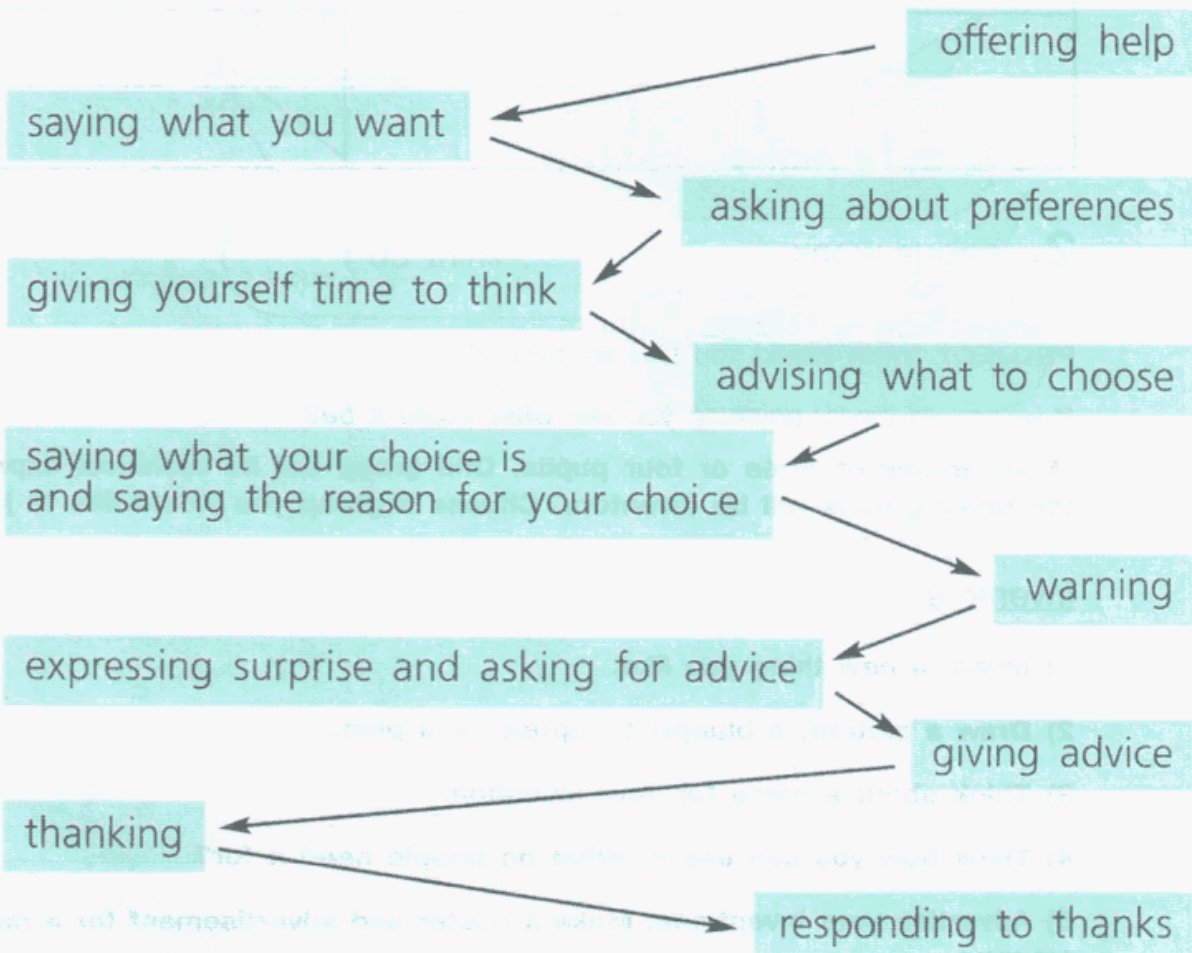 offering help
saying what you want
asking about preferences
giving yourself time to think
advising what to choose
saying what your choice is
and saying the reason for your choice
warning
expressing surprise and asking for advice
giving advice
thanking
responding to thanks